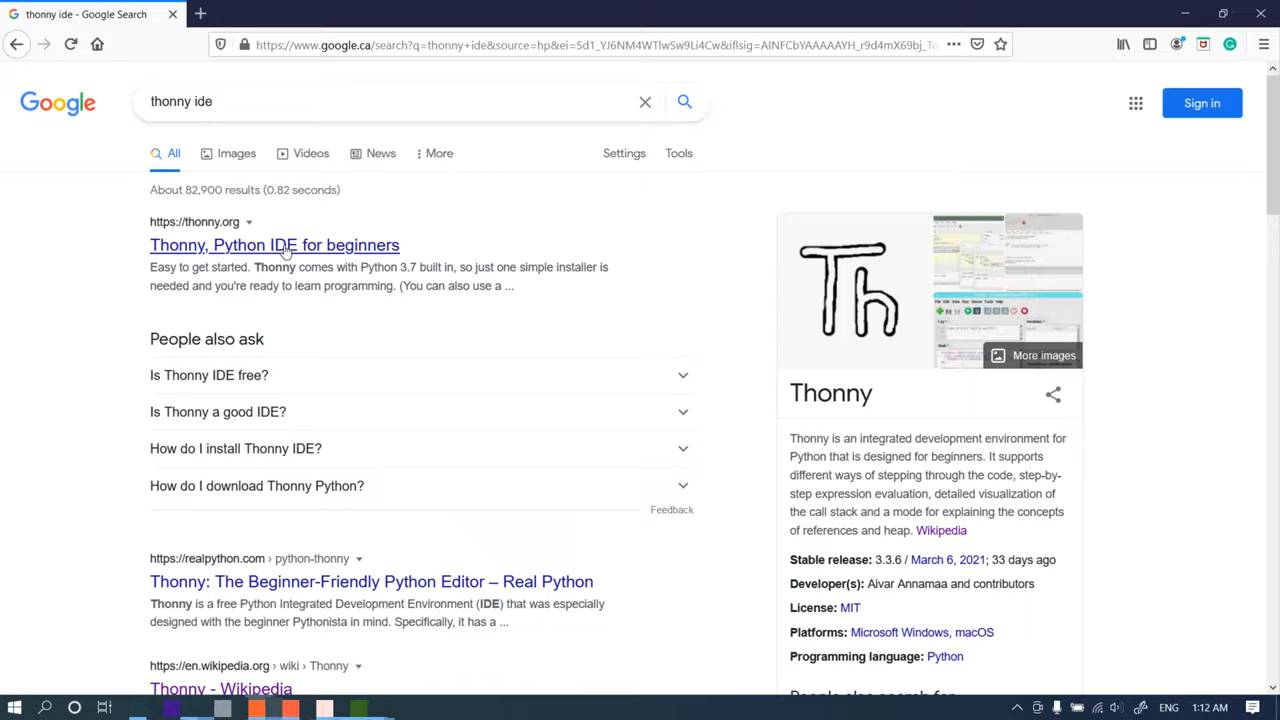 thonny ide - Google Search
https://www.google.ca/search?q=thonny+ide&source=hp&ei=5d1_YJ6NM4WTlwSw9Li4Cw&iflsig=AINFCbYAAAAAYH_r9d4mX69bj_To
Google
thonny ide
Sign in
All Images Videos News More Settings Tools
About 82,900 results (0.82 seconds)
https://thonny.org
Thonny, Python IDE for beginners
Easy to get started. Thonny comes with Python 3.7 built in, so just one simple installer is
needed and you're ready to learn programming. (You can also use a ...
People also ask
Is Thonny IDE free?
Is Thonny a good IDE?
How do I install Thonny IDE?
How do I download Thonny Python?
Feedback
https://realpython.com › python-thonny
Thonny: The Beginner-Friendly Python Editor – Real Python
Thonny is a free Python Integrated Development Environment (IDE) that was especially
designed with the beginner Pythonista in mind. Specifically, it has a ...
https://en.wikipedia.org › wiki › Thonny
Thonny - Wikipedia
Th
More images
Thonny
Thonny is an integrated development environment for
Python that is designed for beginners. It supports
different ways of stepping through the code, step-by-
step expression evaluation, detailed visualization of
the call stack and a mode for explaining the concepts
of references and heap. Wikipedia
Stable release: 3.3.6 / March 6, 2021; 33 days ago
Developer(s): Aivar Annamaa and contributors
License: MIT
Platforms: Microsoft Windows, macOS
Programming language: Python
People also search for
ENG 1:12 AM